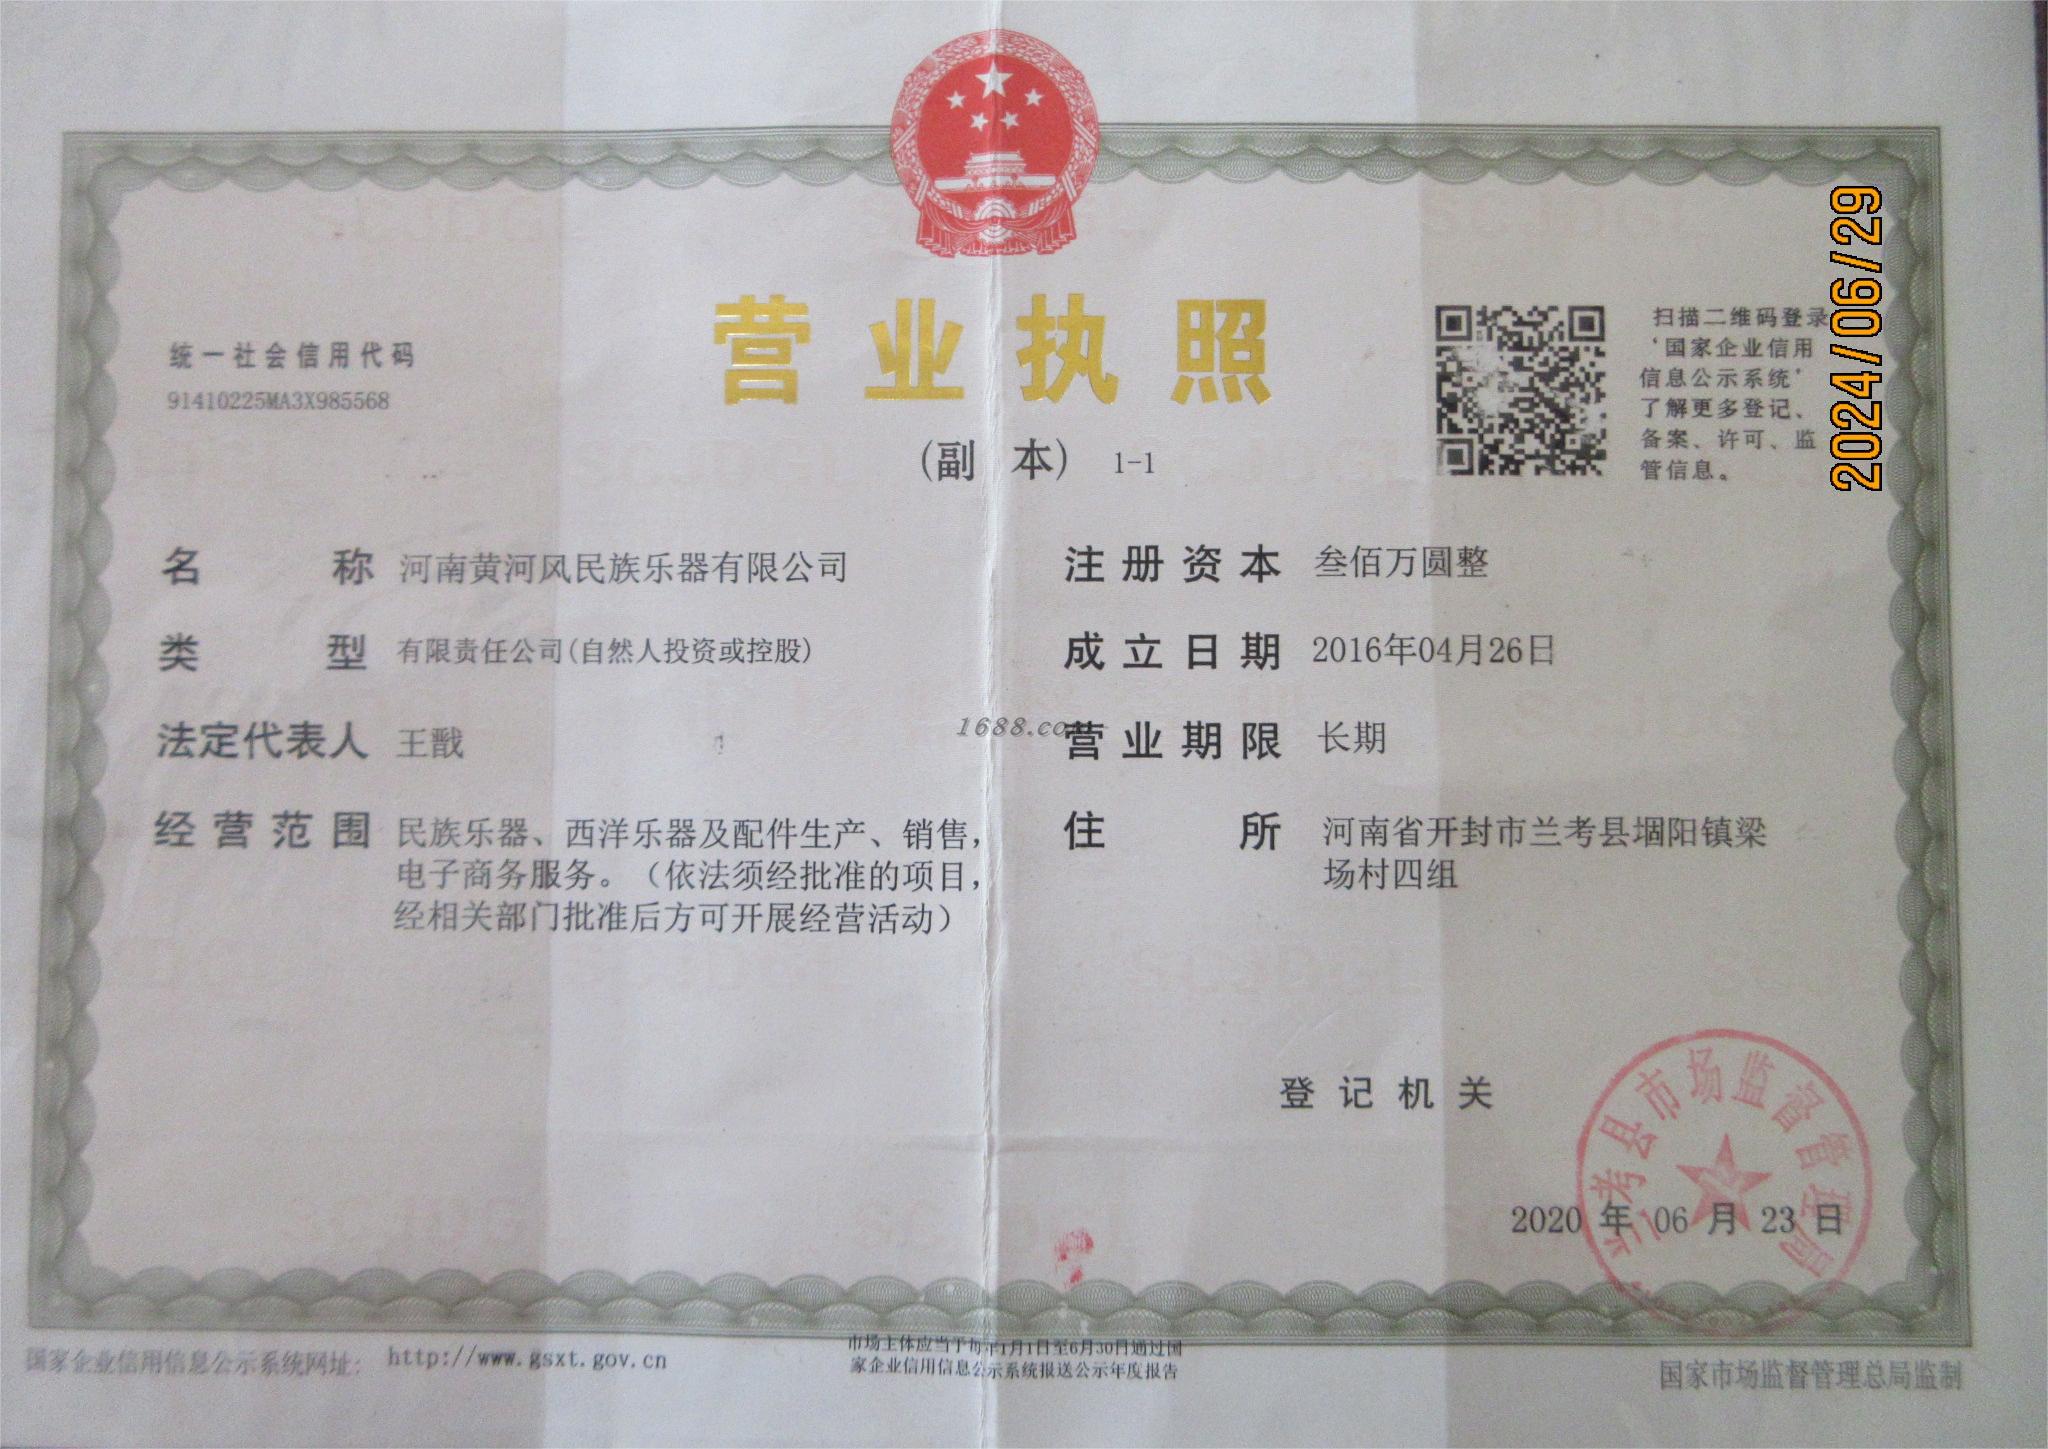 营业执照
(副 本) 1-1
统一社会信用代码
91410225MA3X985568
扫描二维码登录
‘国家企业信用
信息公示系统’
了解更多登记、
备案、许可、监
管信息。
2024/06/29
名 称 河南黄河风民族乐器有限公司
类 型 有限责任公司(自然人投资或控股)
法定代表人 王戬
经营范围 民族乐器、西洋乐器及配件生产、销售，
电子商务服务。（依法须经批准的项目，
经相关部门批准后方可开展经营活动）
注册资本 叁佰万圆整
成立日期 2016年04月26日
1688.co
营业期限 长期
住 所 河南省开封市兰考县堌阳镇梁
场村四组
登记机关
兰考县市场监督管理局
2020 年 06 月 23 日
国家企业信用信息公示系统网址: http://www.gsxt.gov.cn
市场主体应当于每年1月1日至6月30日通过国
家企业信用信息公示系统报送公示年度报告
国家市场监督管理总局监制